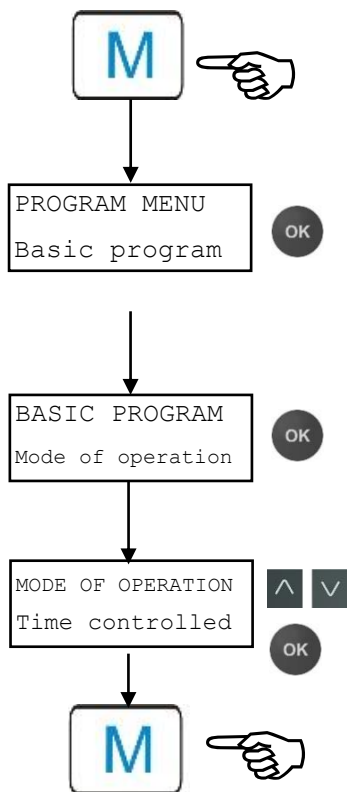 M
PROGRAM MENU
Basic program
OK
BASIC PROGRAM
Mode of operation
OK
MODE OF OPERATION
Time controlled
OK
M